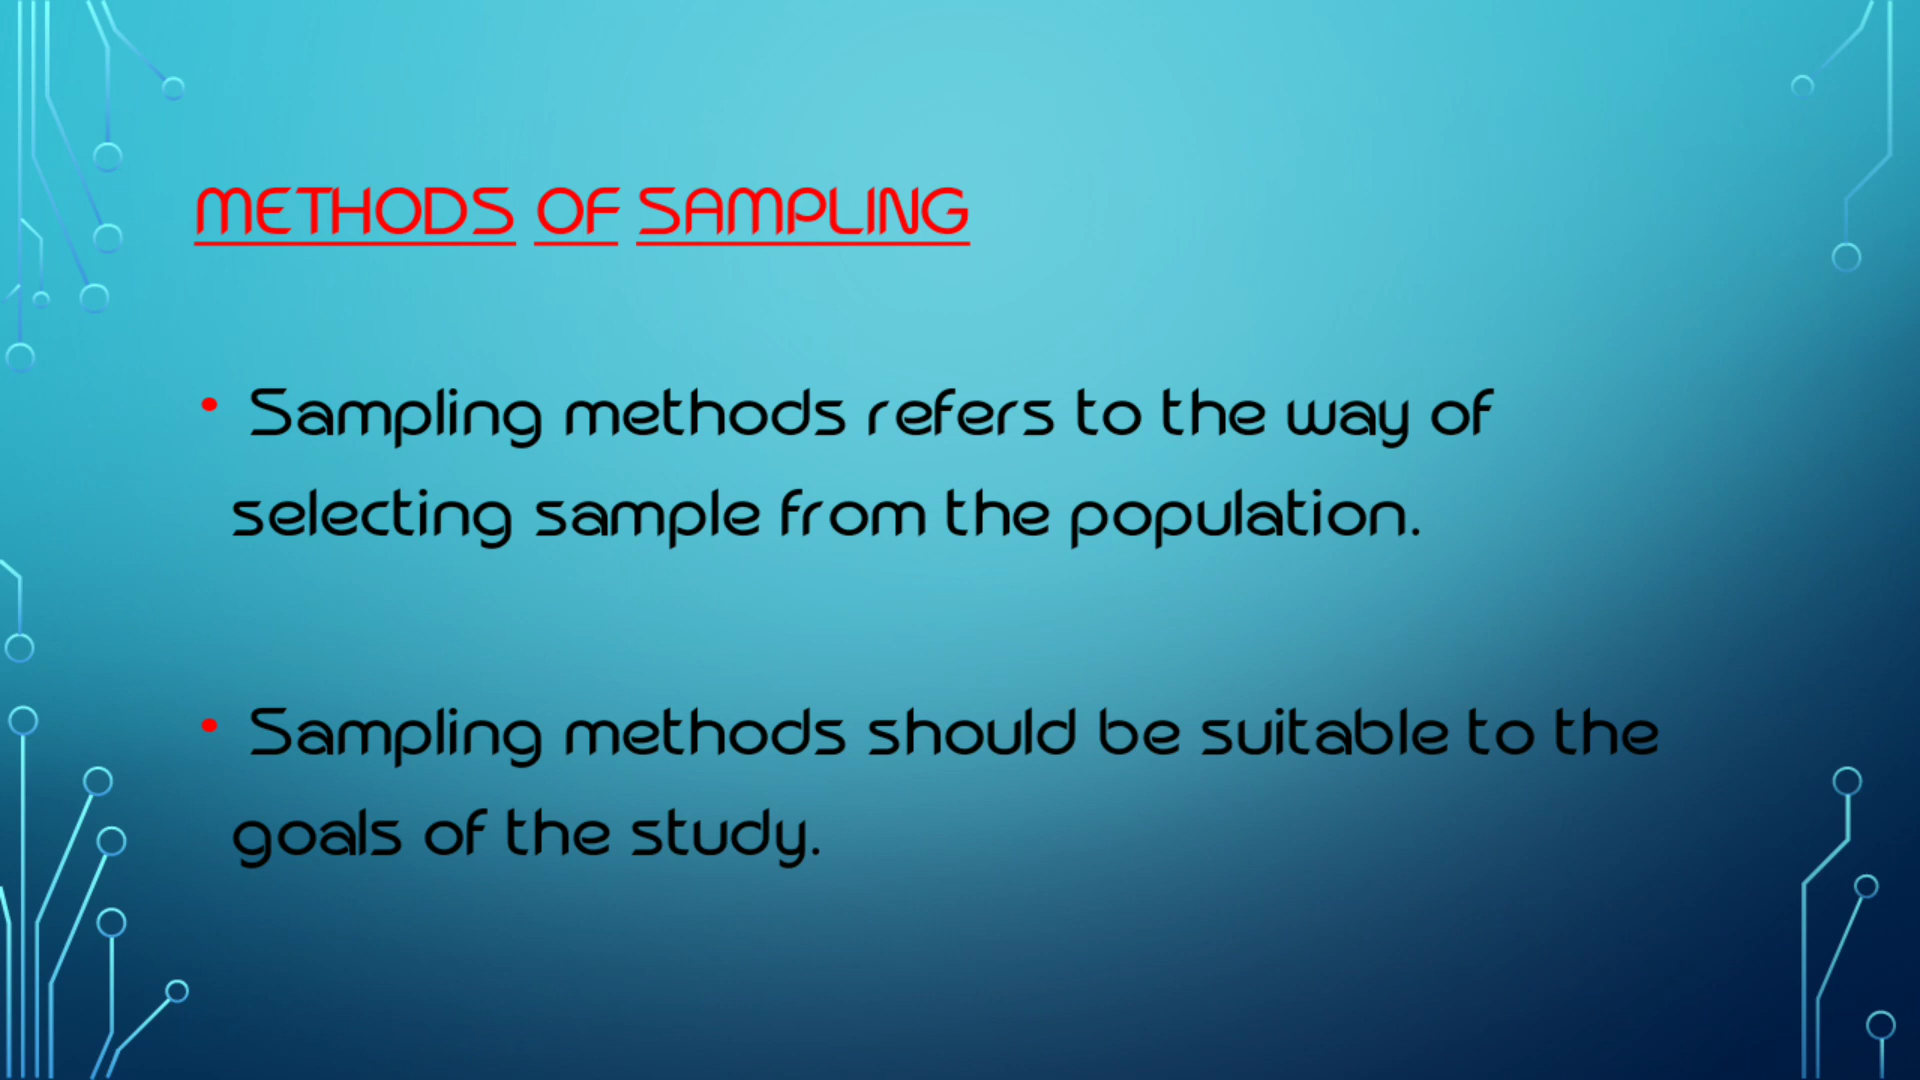 METHODS OF SAMPLING
• Sampling methods refers to the way of
selecting sample from the population.
• Sampling methods should be suitable to the
goals of the study.